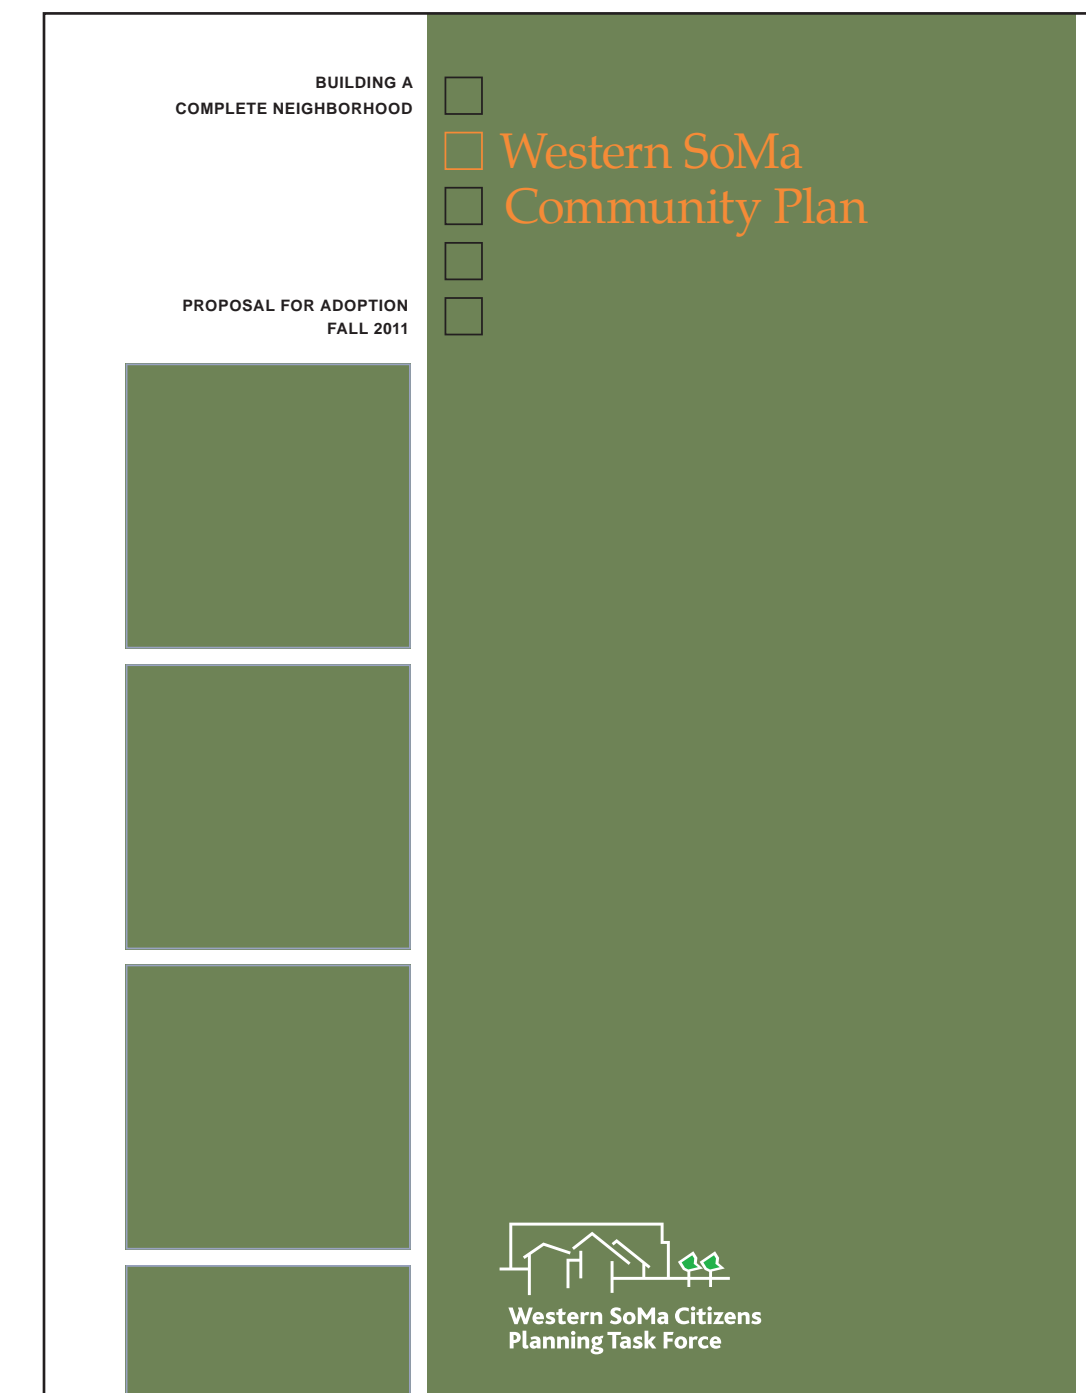 BUILDING A
COMPLETE NEIGHBORHOOD
Western SoMa
Community Plan
PROPOSAL FOR ADOPTION
FALL 2011
Western SoMa Citizens
Planning Task Force